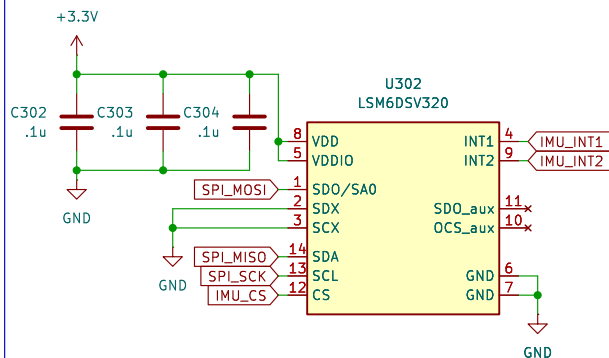 +3.3V
C302
.1u
C303
.1u
C304
.1u
GND
U302
LSM6DSV320
8
VDD
5
VDDIO
SPI_MOSI
1
SDO/SA0
2
SDX
3
SCX
GND
SPI_MISO
14
SDA
SPI_SCK
13
SCL
IMU_CS
12
CS
INT1
4
IMU_INT1
INT2
9
IMU_INT2
SDO_aux
11
OCS_aux
10
GND
6
GND
7
GND